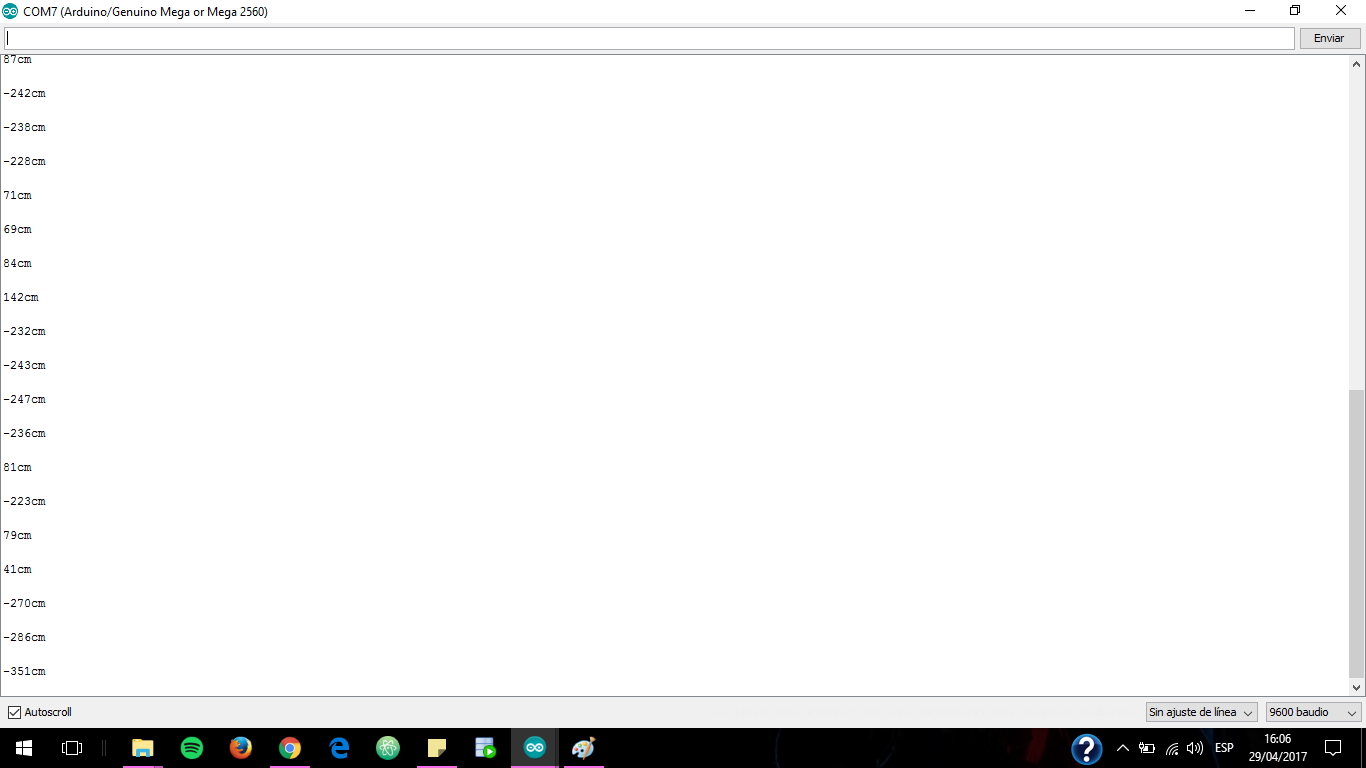 COM7 (Arduino/Genuino Mega or Mega 2560)
Enviar
87cm
-242cm
-238cm
-228cm
71cm
69cm
84cm
142cm
-232cm
-243cm
-247cm
-236cm
81cm
-223cm
79cm
41cm
-270cm
-286cm
-351cm
Autoscroll
Sin ajuste de línea
9600 baudio
ESP
16:06
29/04/2017